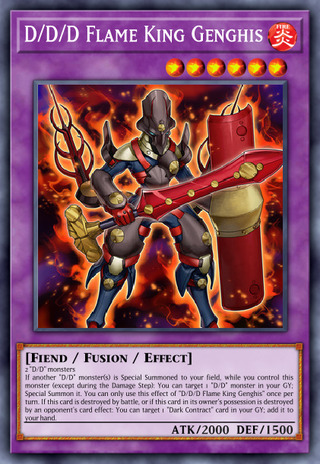 D/D/D Flame King Genghis
FIRE
炎
[Fiend / Fusion / Effect]
2 "D/D" monsters
If another "D/D" monster(s) is Special Summoned to your field, while you control this
monster (except during the Damage Step): You can target 1 "D/D" monster in your GY;
Special Summon it. You can only use this effect of "D/D/D Flame King Genghis" once per
turn. If this card is destroyed by battle, or if this card in its owner's possession is destroyed
by an opponent's card effect: You can target 1 "Dark Contract" card in your GY; add it to
your hand.
ATK/2000 DEF/1500